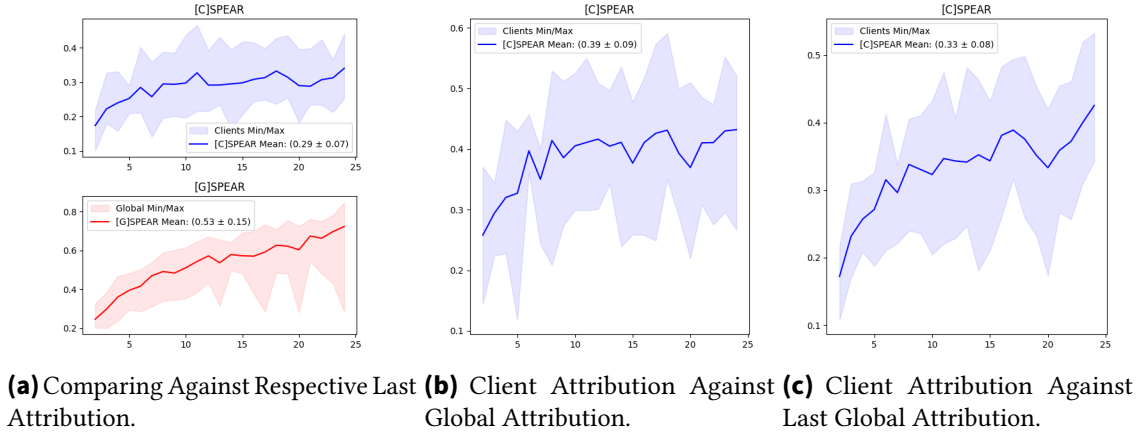 [C]SPEAR
0.4
0.3
0.2
0.1
Clients Min/Max
[C]SPEAR Mean: (0.29 ± 0.07)
5 10 15 20 25
[G]SPEAR
0.8
0.6
0.4
0.2
Global Min/Max
[G]SPEAR Mean: (0.53 ± 0.15)
5 10 15 20 25
(a) Comparing Against Respective Last
Attribution.
[C]SPEAR
0.6
0.5
0.4
0.3
0.2
0.1
Clients Min/Max
[C]SPEAR Mean: (0.39 ± 0.09)
5 10 15 20 25
(b) Client Attribution Against
Global Attribution.
[C]SPEAR
0.5
0.4
0.3
0.2
0.1
Clients Min/Max
[C]SPEAR Mean: (0.33 ± 0.08)
5 10 15 20 25
(c) Client Attribution Against
Last Global Attribution.